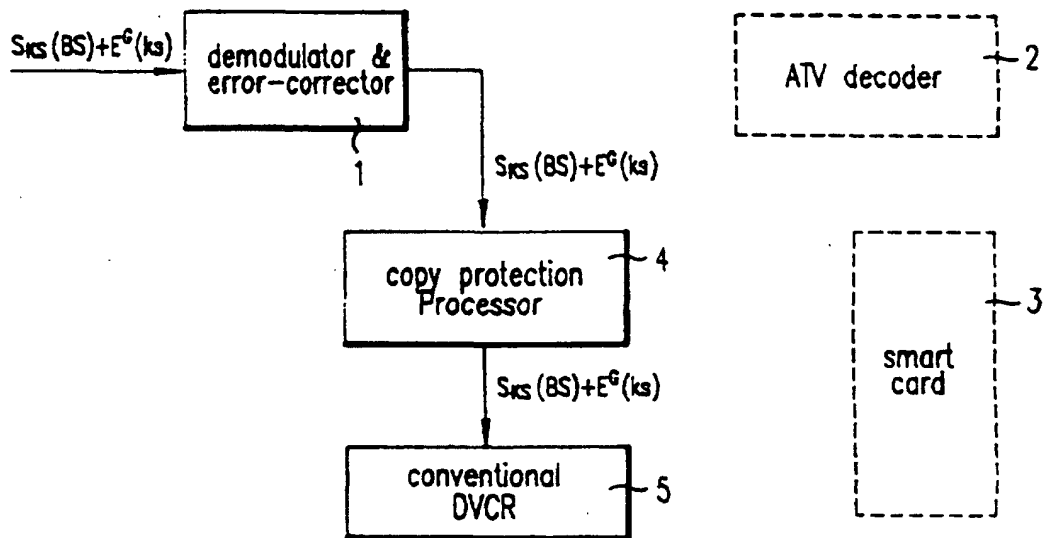 S_KS(BS)+E^G(ks)
demodulator &
error-corrector
1
ATV decoder
2
S_KS(BS)+E^G(ks)
copy protection
Processor
4
smart
card
3
S_KS(BS)+E^G(ks)
conventional
DVCR
5